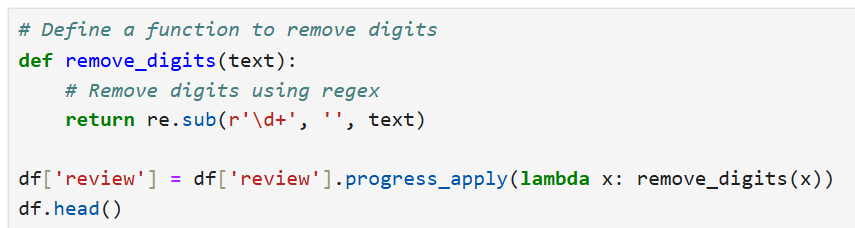 # Define a function to remove digits
def remove_digits(text):
    # Remove digits using regex
    return re.sub(r'\d+', '', text)

df['review'] = df['review'].progress_apply(lambda x: remove_digits(x))
df.head()